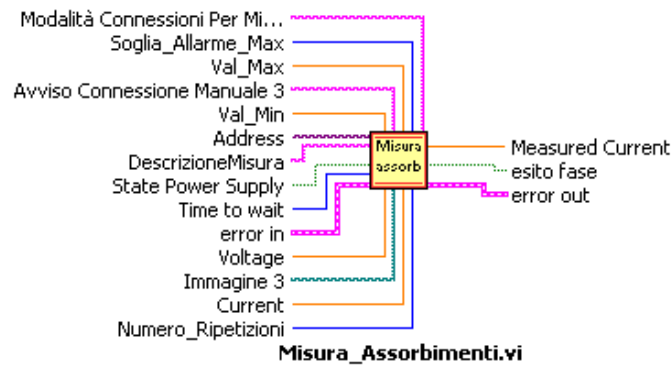 Modalità Connessioni Per Mi...
Soglia_Allarme_Max
Val_Max
Avviso Connessione Manuale 3
Val_Min
Address
DescrizioneMisura
State Power Supply
Time to wait
error in
Voltage
Immagine 3
Current
Numero_Ripetizioni
Misura
assorb
Measured Current
esito fase
error out
Misura_Assorbimenti.vi